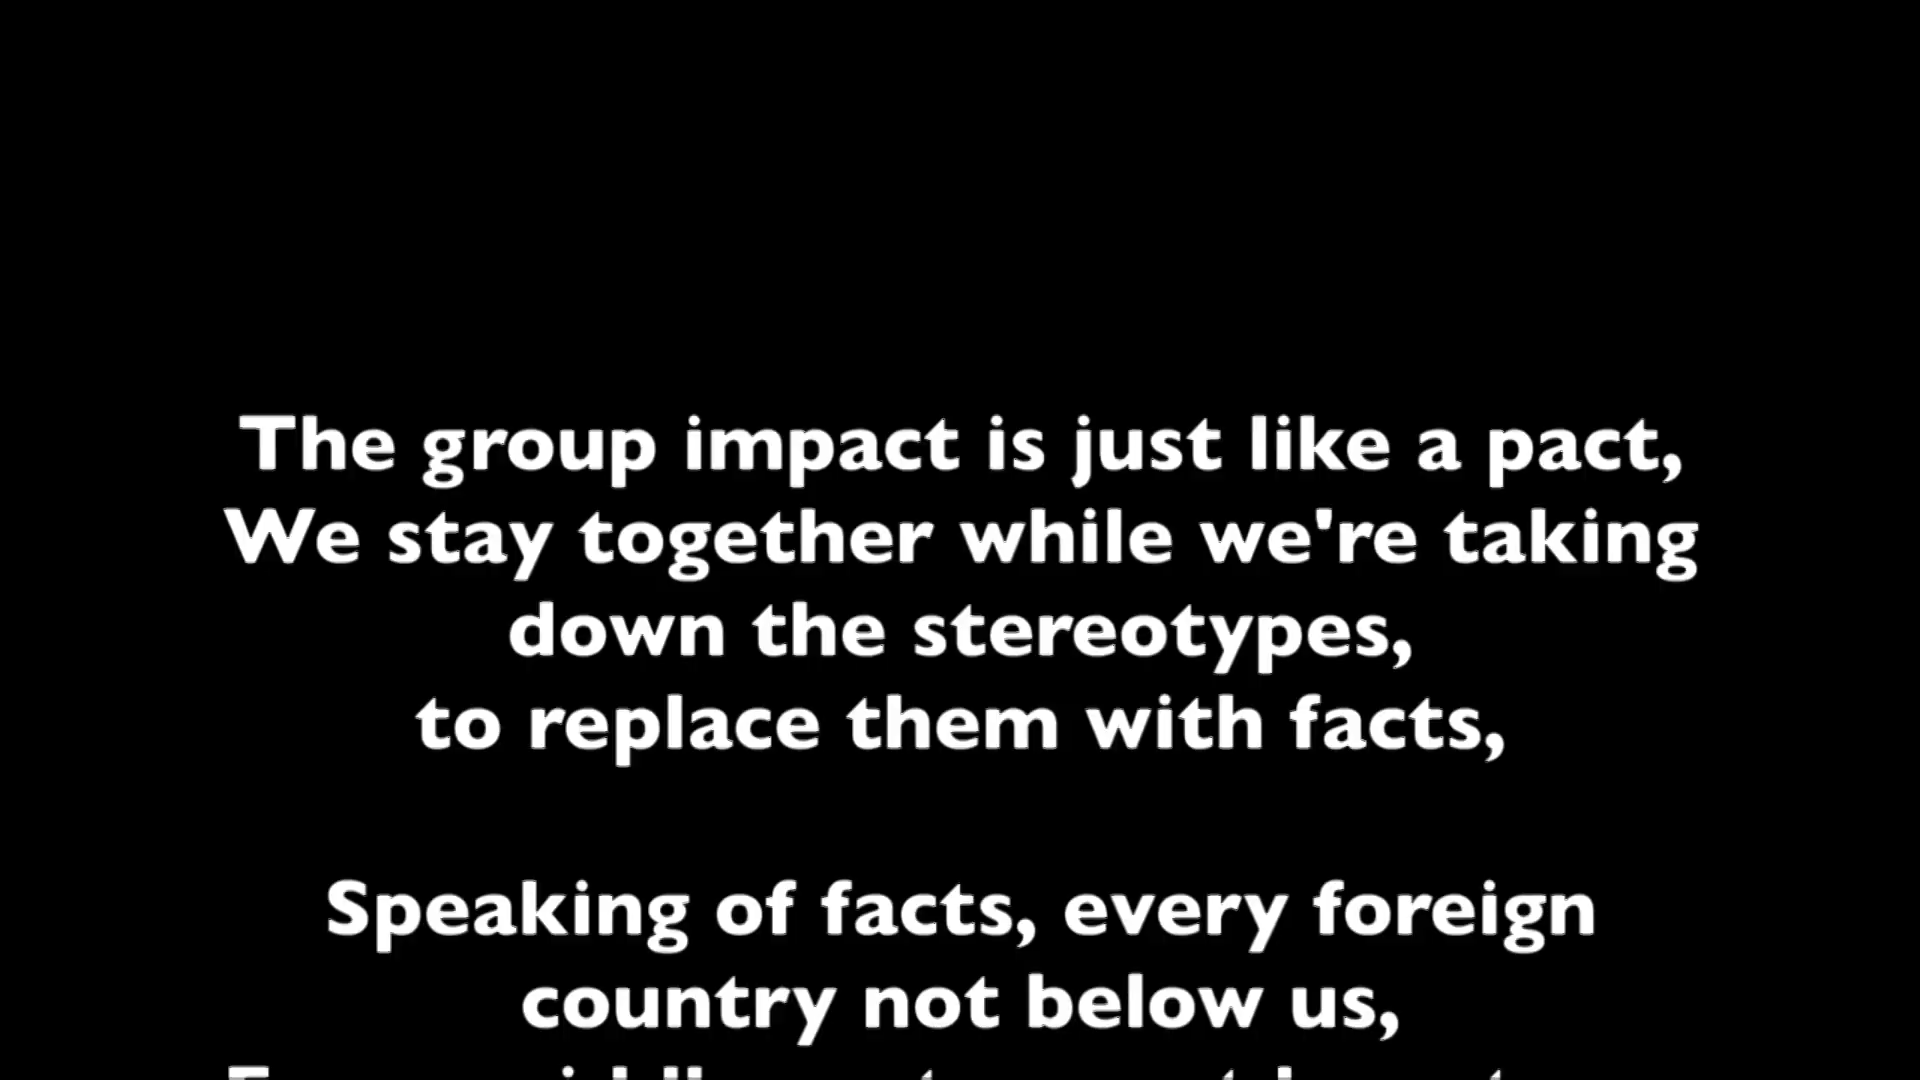 The group impact is just like a pact,
We stay together while we're taking
down the stereotypes,
to replace them with facts,
Speaking of facts, every foreign
country not below us,